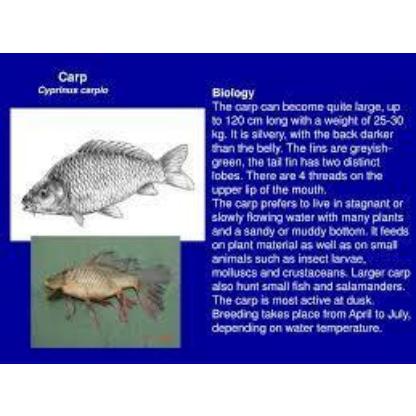 Carp
Cyprinus carpio
Biology
The carp can become quite large, up
to 120 cm long with a weight of 25-30
kg. It is silvery, with the back darker
than the belly. The fins are greyish-
green, the tail fin has two distinct
lobes. There are 4 threads on the
upper lip of the mouth.
The carp prefers to live in stagnant or
slowly flowing water with many plants
and a sandy or muddy bottom. It feeds
on plant material as well as on small
animals such as insect larvae,
molluscs and crustaceans. Larger carp
also hunt small fish and salamanders.
The carp is most active at dusk.
Breeding takes place from April to July,
depending on water temperature.